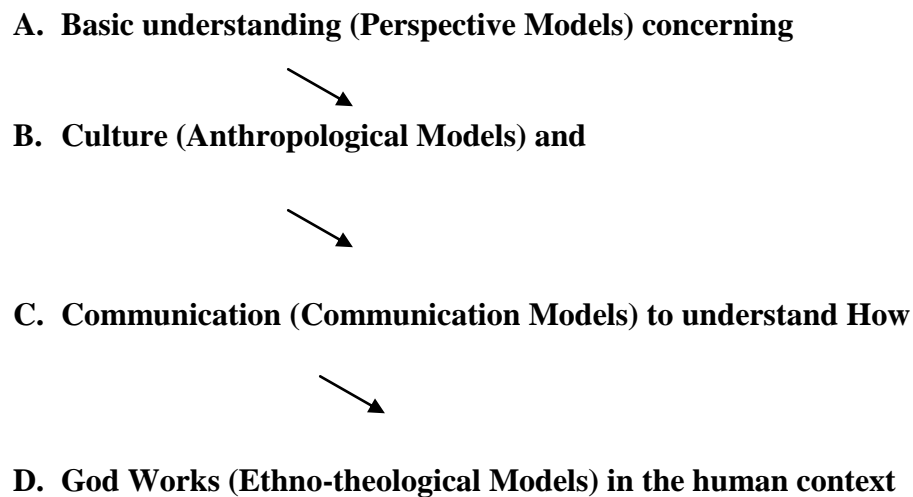 A. Basic understanding (Perspective Models) concerning
B. Culture (Anthropological Models) and
C. Communication (Communication Models) to understand How
D. God Works (Ethno-theological Models) in the human context